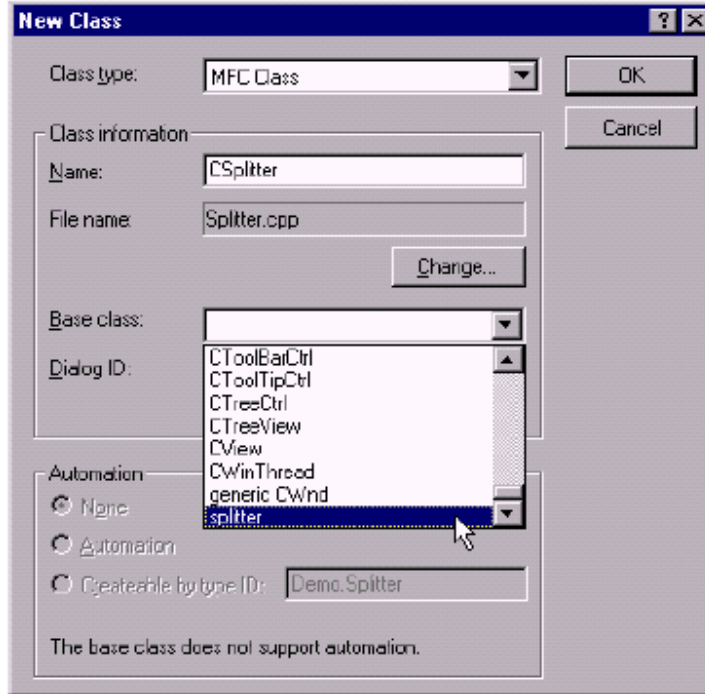 New Class
Class type:
MFC Class
OK
Cancel
Class information
Name:
CSplitter
File name:
Splitter.cpp
Change...
Base class:
Dialog ID:
CToolBarCtrl
CToolTipCtrl
CTreeCtrl
CTreeView
CView
CWinThread
generic CWnd
splitter
Automation
None
Automation
Createable by type ID:
Demo.Splitter
The base class does not support automation.